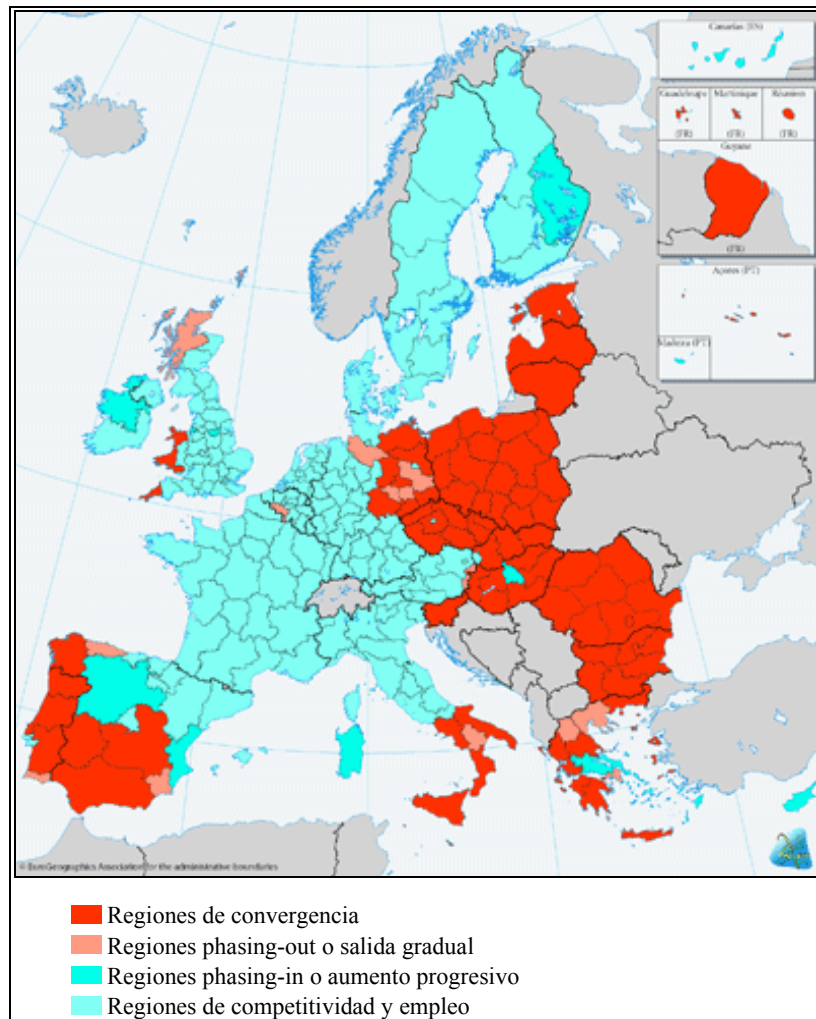 Canarias (ES)
Guadeloupe Martinique Réunion
(FR) (FR) (FR)
Guyane
(FR)
Açores (PT)
Madeira (PT)
© EuroGeographics Association for the administrative boundaries
Regiones de convergencia
Regiones phasing-out o salida gradual
Regiones phasing-in o aumento progresivo
Regiones de competitividad y empleo